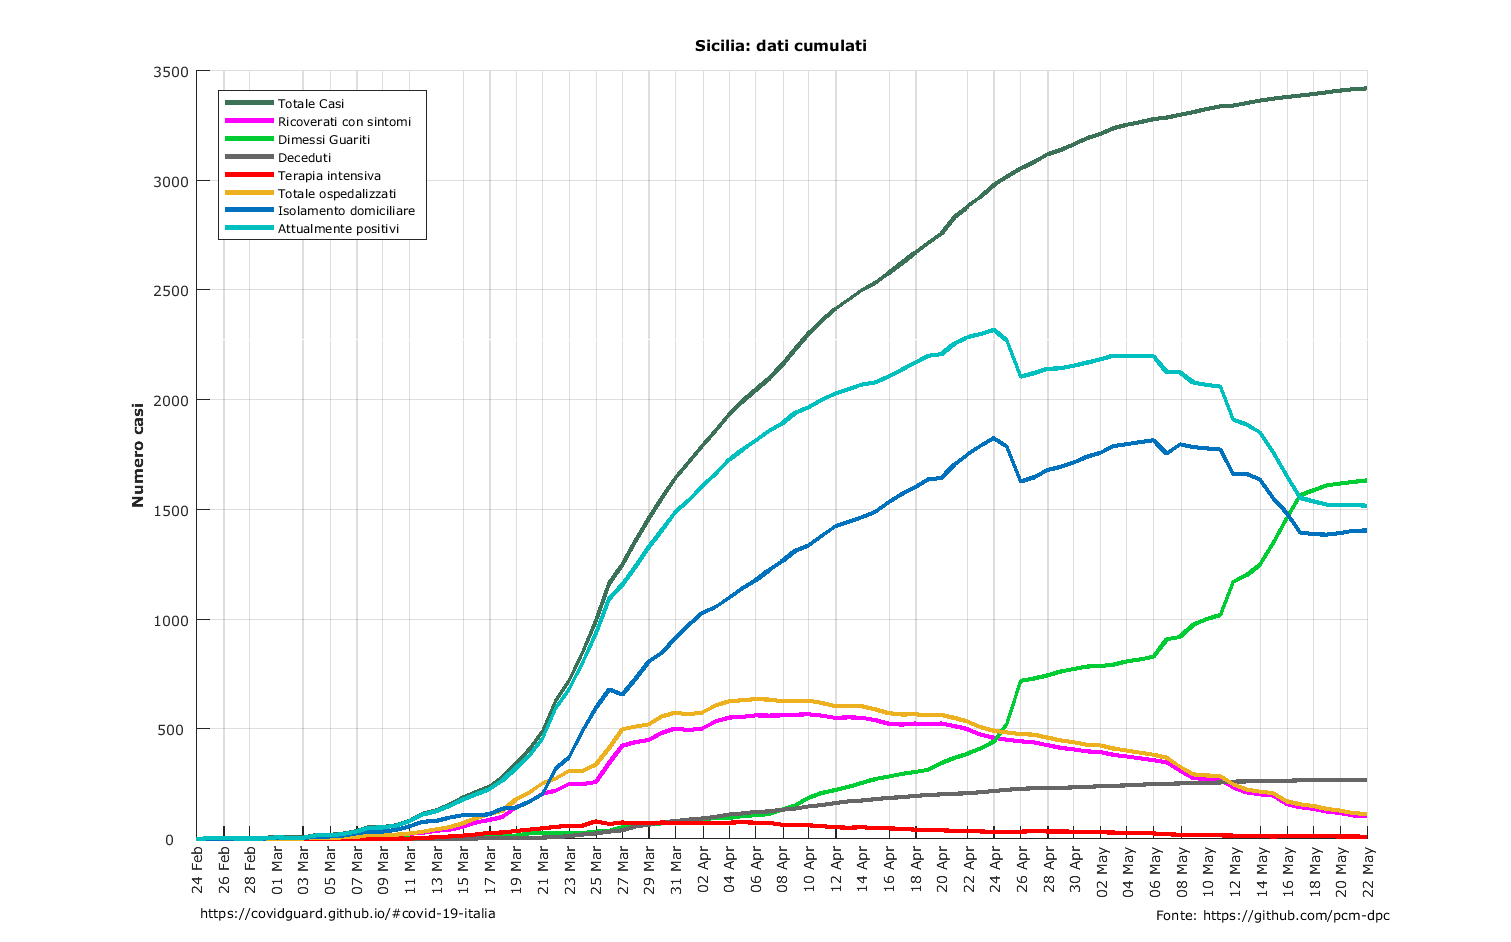 Sicilia: dati cumulati
3500
3000
2500
2000
1500
1000
500
0
Numero casi
Totale Casi
Ricoverati con sintomi
Dimessi Guariti
Deceduti
Terapia intensiva
Totale ospedalizzati
Isolamento domiciliare
Attualmente positivi
24 Feb
26 Feb
28 Feb
01 Mar
03 Mar
05 Mar
07 Mar
09 Mar
11 Mar
13 Mar
15 Mar
17 Mar
19 Mar
21 Mar
23 Mar
25 Mar
27 Mar
29 Mar
31 Mar
02 Apr
04 Apr
06 Apr
08 Apr
10 Apr
12 Apr
14 Apr
16 Apr
18 Apr
20 Apr
22 Apr
24 Apr
26 Apr
28 Apr
30 Apr
02 May
04 May
06 May
08 May
10 May
12 May
14 May
16 May
18 May
20 May
22 May
https://covidguard.github.io/#covid-19-italia
Fonte: https://github.com/pcm-dpc